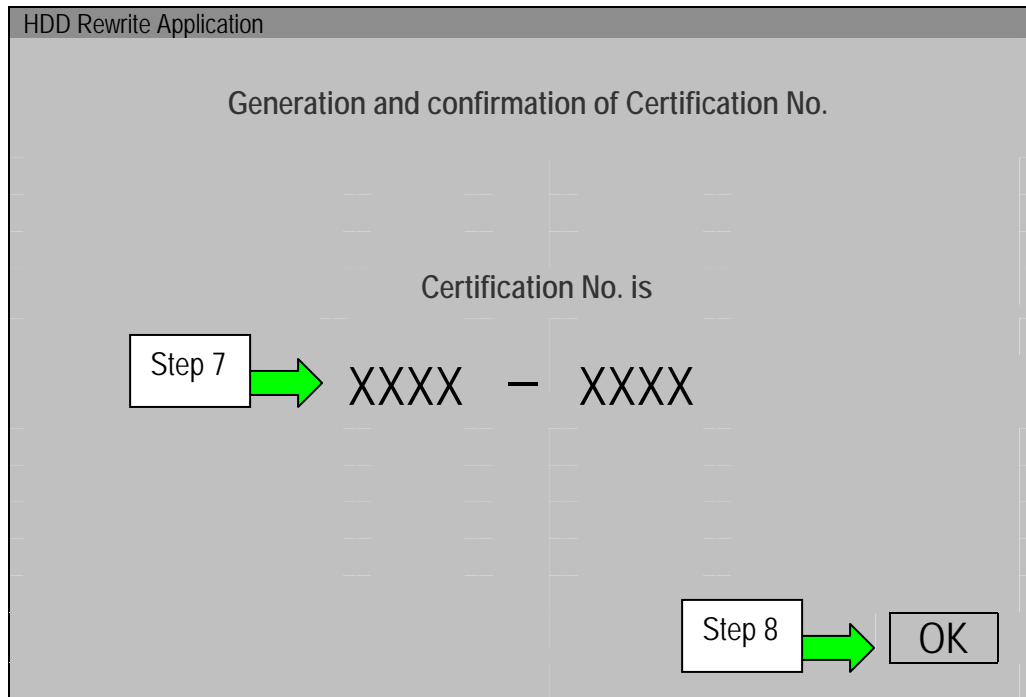 HDD Rewrite Application
Generation and confirmation of Certification No.
Certification No. is
Step 7
XXXX – XXXX
Step 8
OK